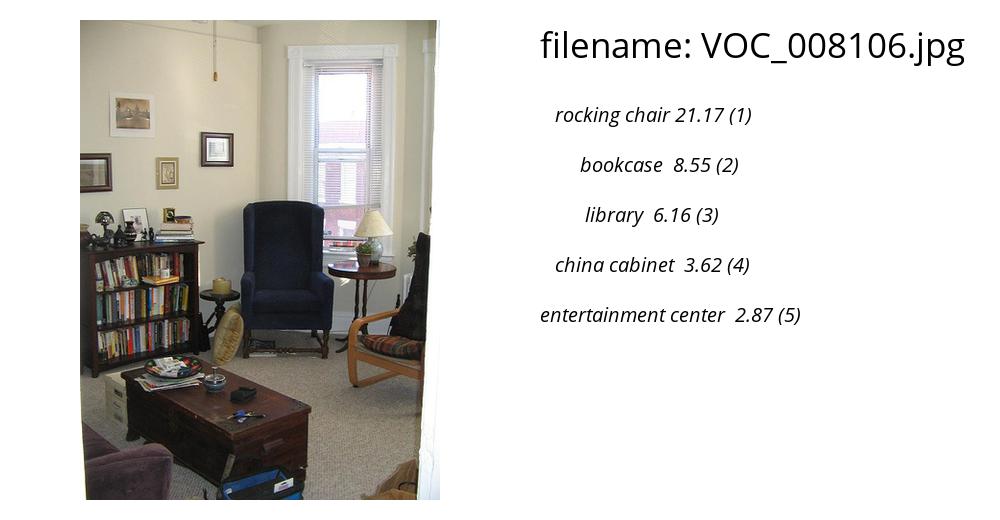 filename: VOC_008106.jpg
rocking chair 21.17 (1)
bookcase 8.55 (2)
library 6.16 (3)
china cabinet 3.62 (4)
entertainment center 2.87 (5)